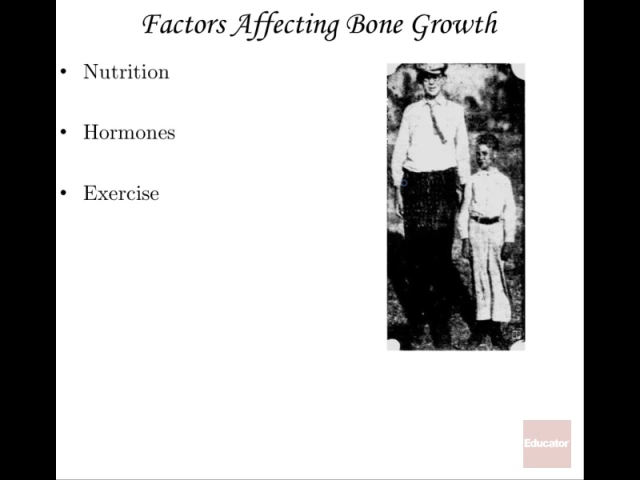 Factors Affecting Bone Growth
• Nutrition
• Hormones
• Exercise
Educator